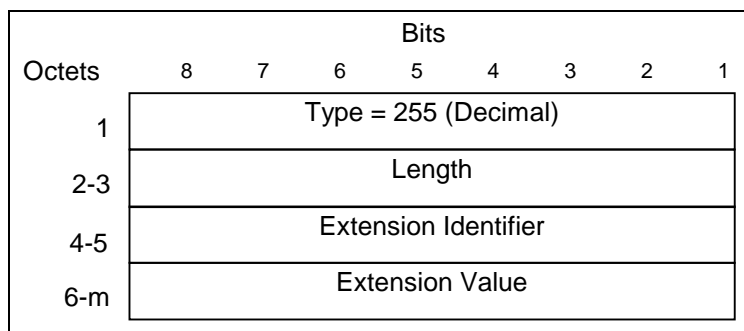 Bits
Octets 8 7 6 5 4 3 2 1
1 Type = 255 (Decimal)
2-3 Length
4-5 Extension Identifier
6-m Extension Value